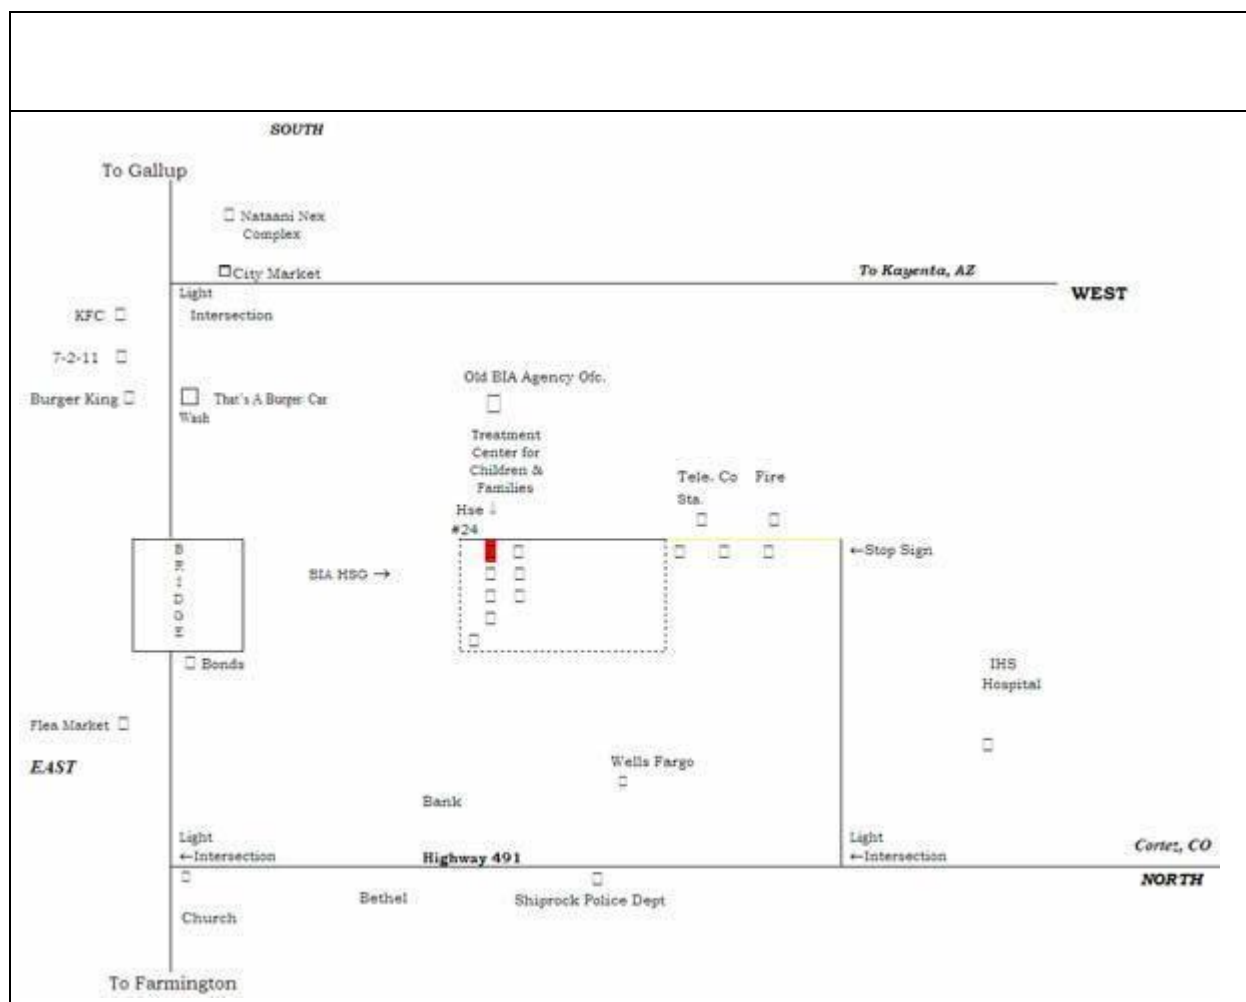 SOUTH
To Gallup
Nataani Nex
Complex
City Market
To Kayenta, AZ
WEST
Light
Intersection
KFC
7-2-11
Burger King
That's A Burger Car
Wash
Old BIA Agency Ofc.
Treatment
Center for
Children &
Families
Hse ↓
#24
Tele. Co Fire
Sta.
←Stop Sign
BRIDGE
BIA HSG →
Bonds
IHS
Hospital
Flea Market
EAST
Wells Fargo
Bank
Light
←Intersection
Highway 491
Light
←Intersection
Cortez, CO
NORTH
Bethel
Shiprock Police Dept
Church
To Farmington